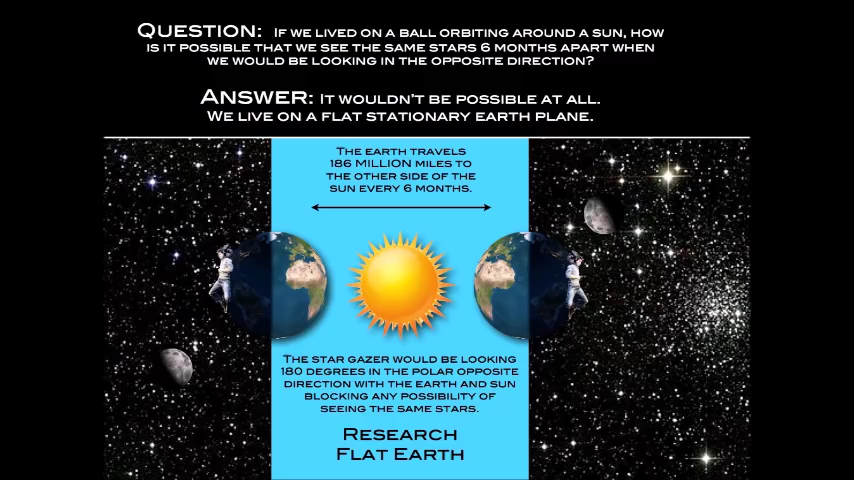 QUESTION: IF WE LIVED ON A BALL ORBITING AROUND A SUN, HOW
IS IT POSSIBLE THAT WE SEE THE SAME STARS 6 MONTHS APART WHEN
WE WOULD BE LOOKING IN THE OPPOSITE DIRECTION?
ANSWER: IT WOULDN'T BE POSSIBLE AT ALL.
WE LIVE ON A FLAT STATIONARY EARTH PLANE.
THE EARTH TRAVELS
186 MILLION MILES TO
THE OTHER SIDE OF THE
SUN EVERY 6 MONTHS.
THE STAR GAZER WOULD BE LOOKING
180 DEGREES IN THE POLAR OPPOSITE
DIRECTION WITH THE EARTH AND SUN
BLOCKING ANY POSSIBILITY OF
SEEING THE SAME STARS.
RESEARCH
FLAT EARTH